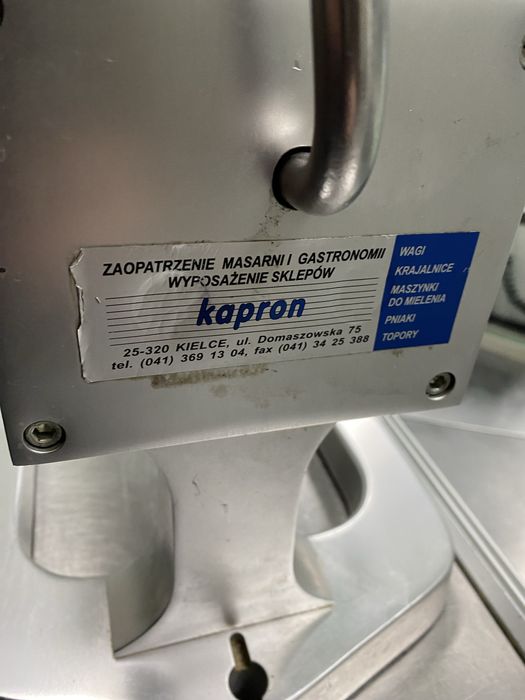 ZAOPATRZENIE MASARNI I GASTRONOMII
WYPOSAŻENIE SKLEPÓW
kapron
25-320 KIELCE, ul. Domaszowska 75
tel. (041) 369 13 04, fax (041) 34 25 388
WAGI
KRAJALNICE
MASZYNKI
DO MIELENIA
PNIAKI
TOPORY